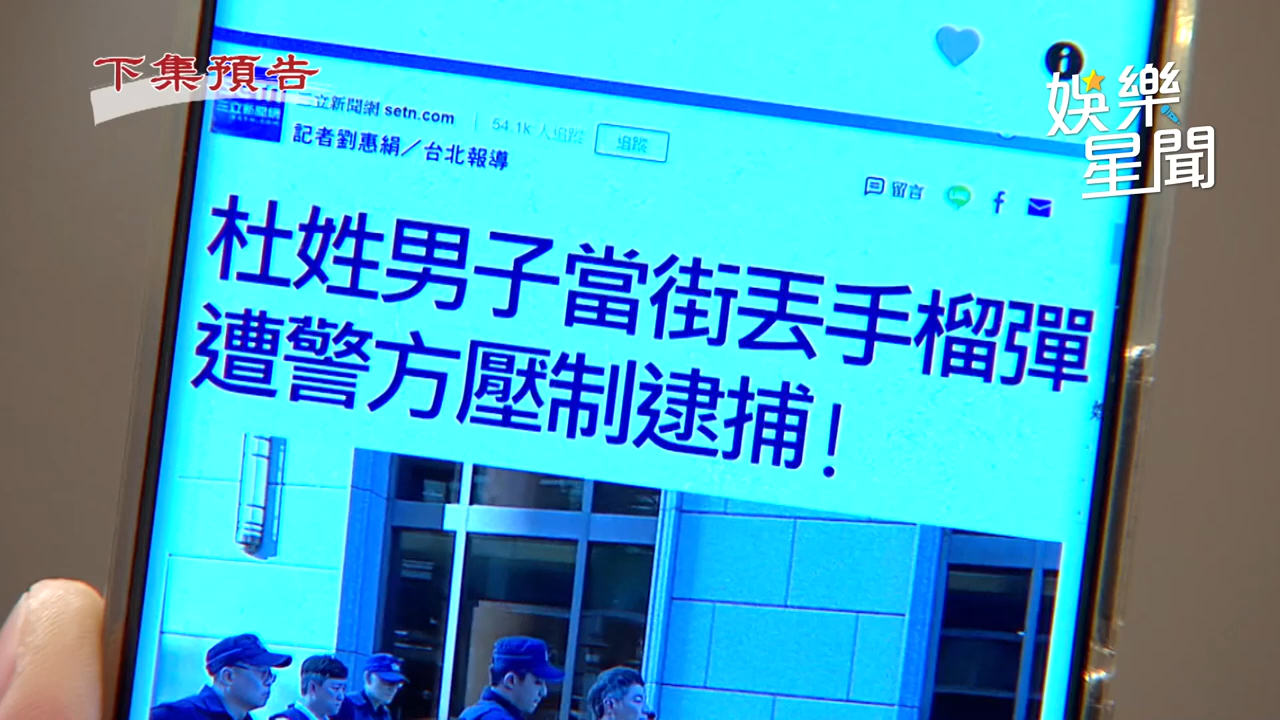 下集預告
娛樂
星聞
三立新聞網 setn.com | 54.1K 人追蹤 追蹤
記者劉惠絹／台北報導
留言
杜姓男子當街丟手榴彈
遭警方壓制逮捕！